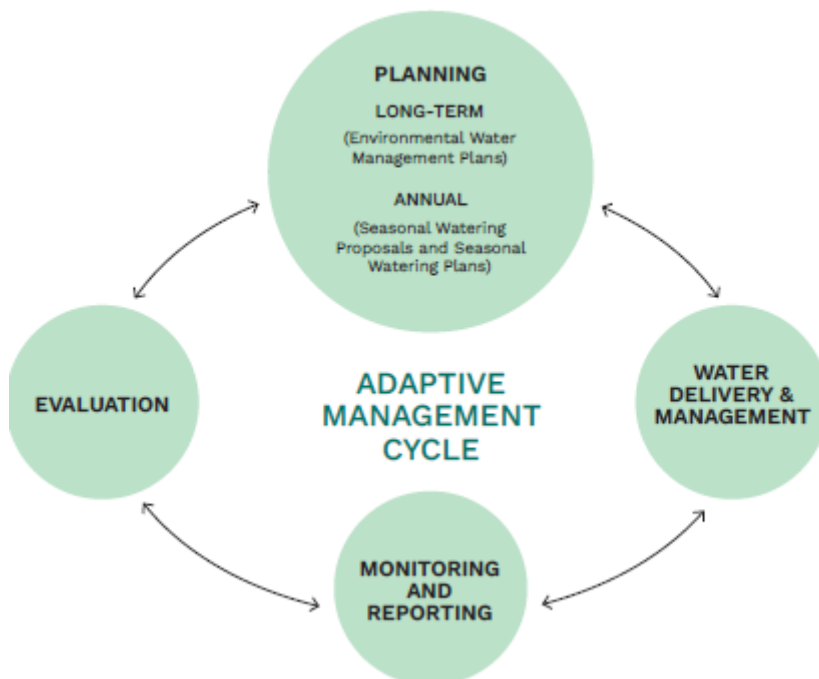 PLANNING
LONG-TERM
(Environmental Water
Management Plans)
ANNUAL
(Seasonal Watering
Proposals and Seasonal
Watering Plans)
EVALUATION
ADAPTIVE
MANAGEMENT
CYCLE
WATER
DELIVERY &
MANAGEMENT
MONITORING
AND
REPORTING